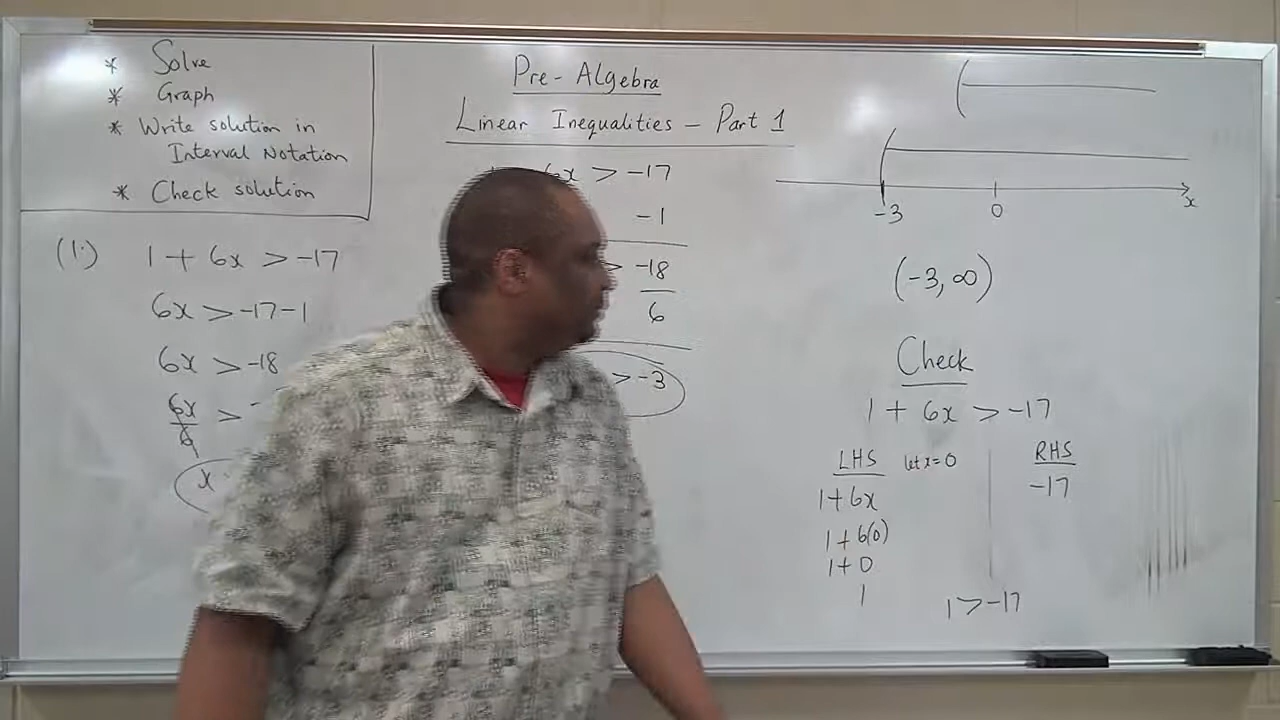 * Solve
* Graph
* Write solution in
Interval Notation
* Check solution
(1.) 1 + 6x > -17
6x > -17-1
6x > -18
6x/6 > -
x
Pre-Algebra
Linear Inequalities - Part 1
6x > -17
-1
> -18
6
> -3
-3 0 x
(-3, ∞)
Check
1 + 6x > -17
LHS let x=0 RHS
1+6x -17
1+6(0)
1+0
1 1 > -17